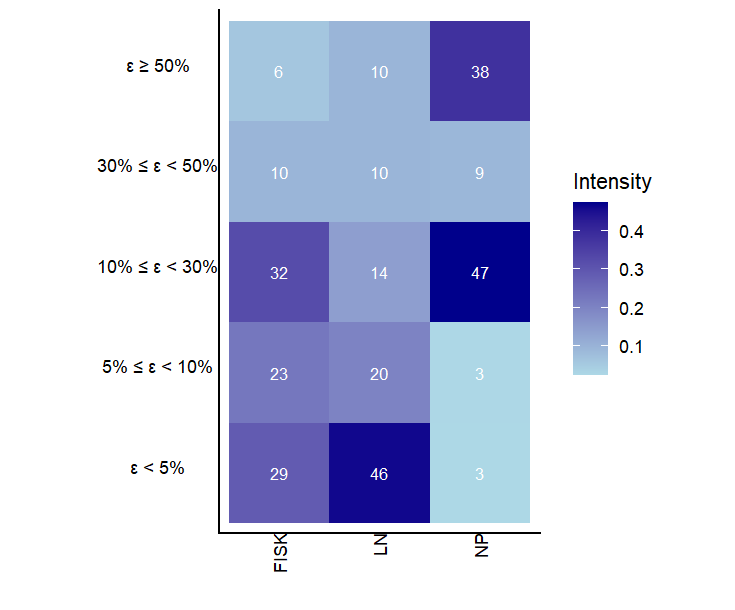 ε ≥ 50%
6 10 38
30% ≤ ε < 50%
10 10 9
10% ≤ ε < 30%
32 14 47
5% ≤ ε < 10%
23 20 3
ε < 5%
29 46 3
FISK LN NP
Intensity
0.4
0.3
0.2
0.1